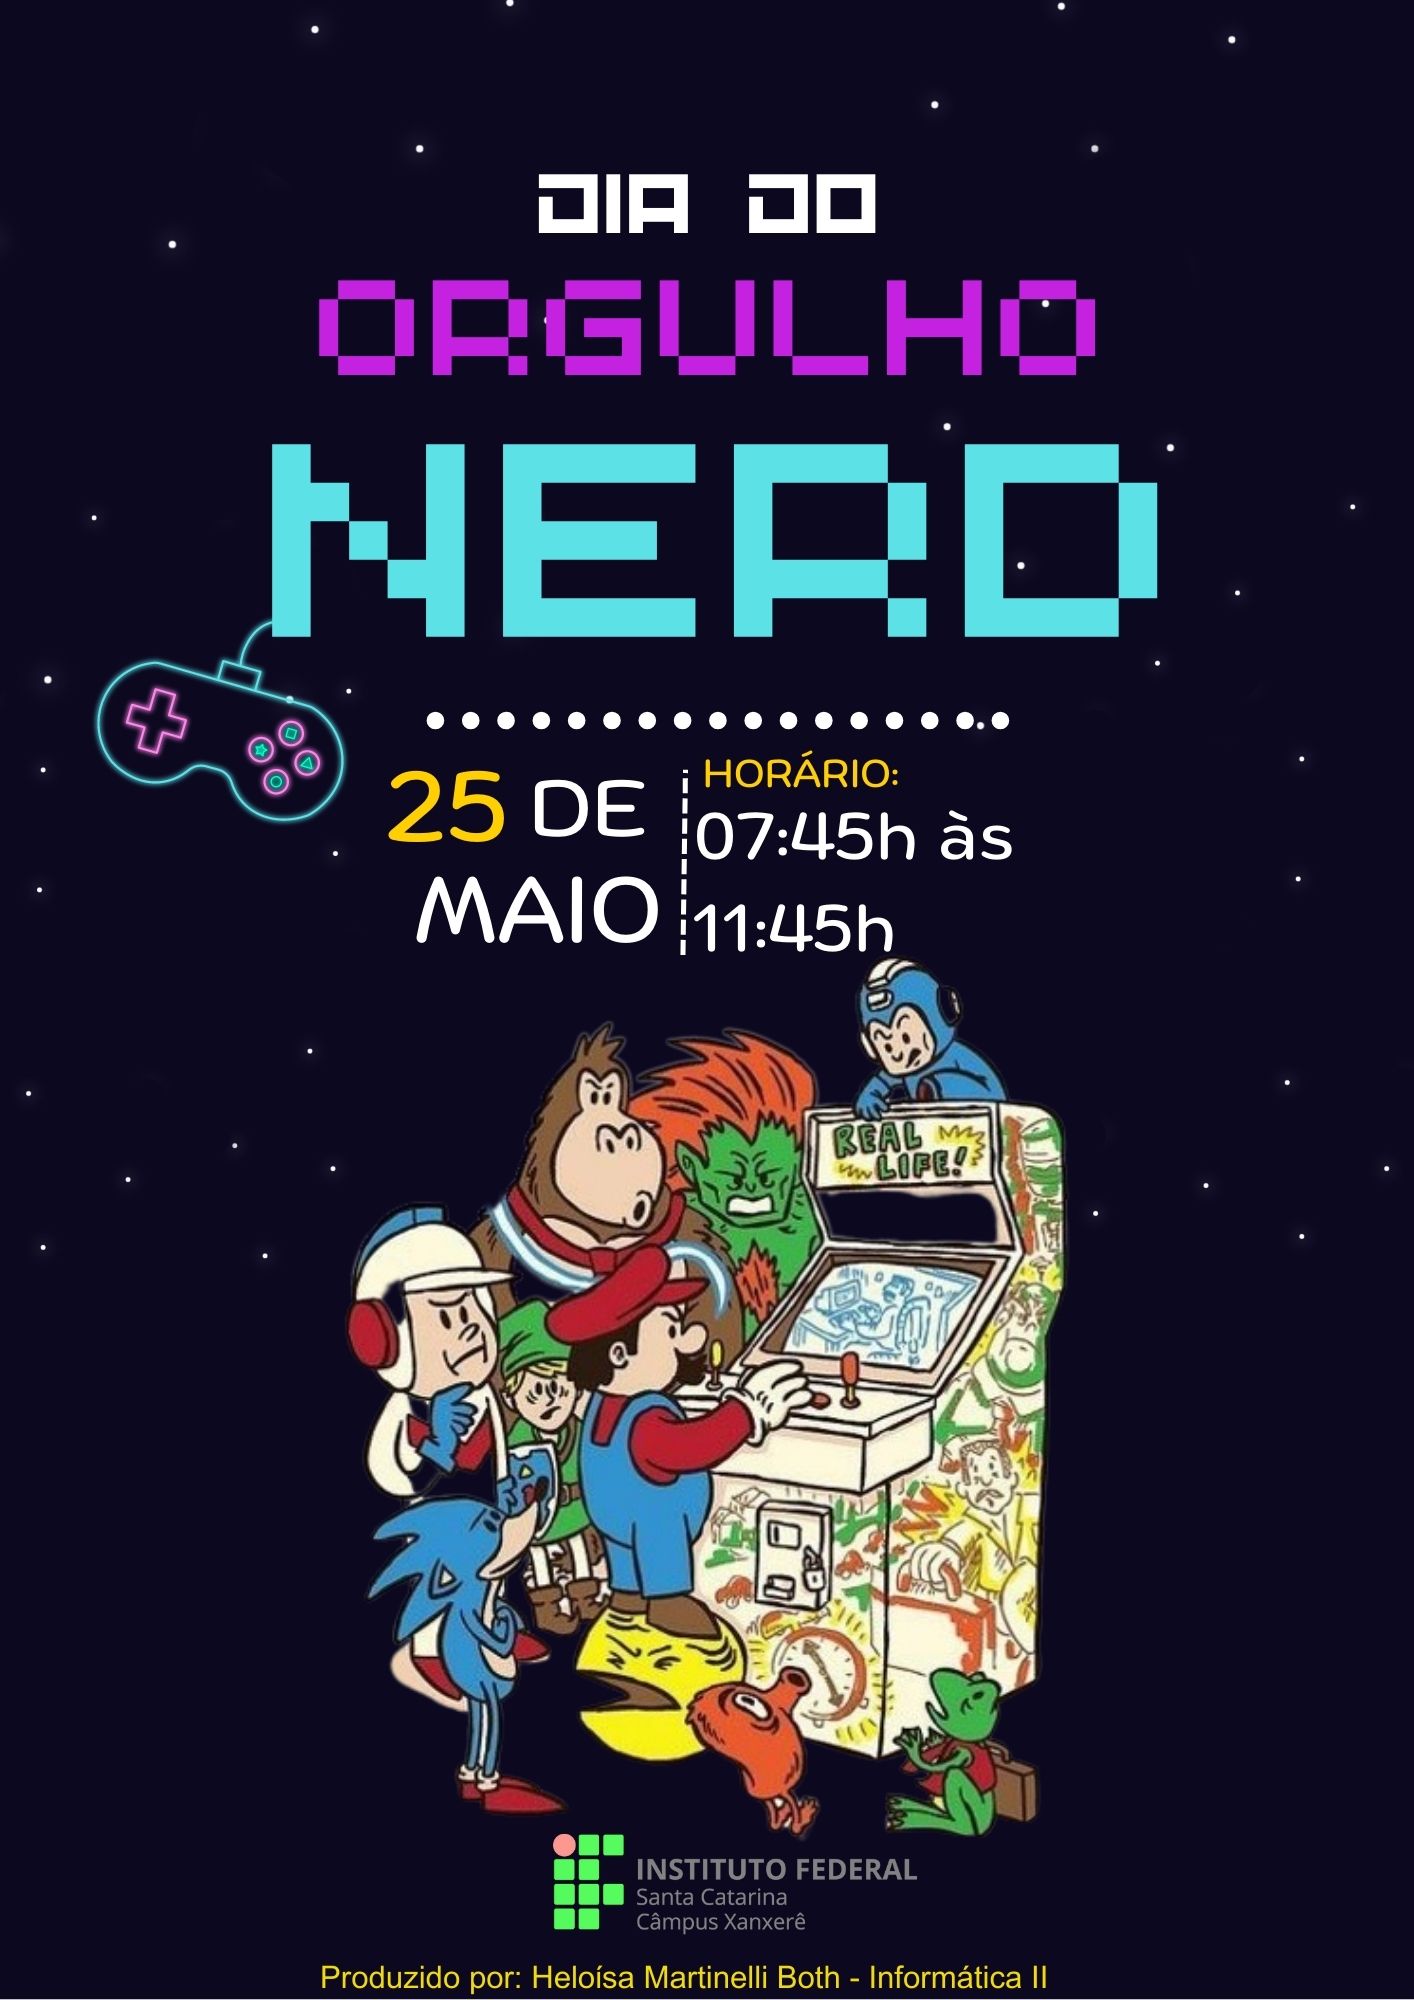 DIA DO
ORGULHO
NERD
25 DE
MAIO
HORÁRIO:
07:45h às
11:45h
REAL
LIFE!
INSTITUTO FEDERAL
Santa Catarina
Câmpus Xanxerê
Produzido por: Heloísa Martinelli Both - Informática II